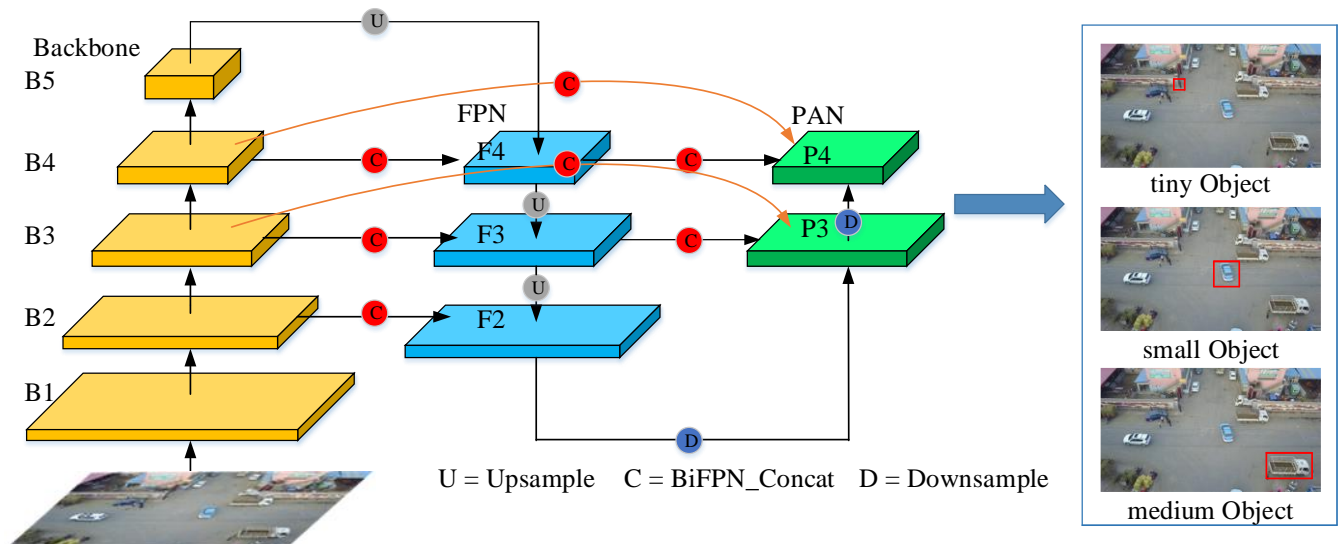 U
Backbone
B5
C
FPN
PAN
B4
C
F4
C
C
P4
U
B3
C
F3
C
P3
D
U
B2
C
F2
B1
D
U = Upsample C = BiFPN_Concat D = Downsample
tiny Object
small Object
medium Object